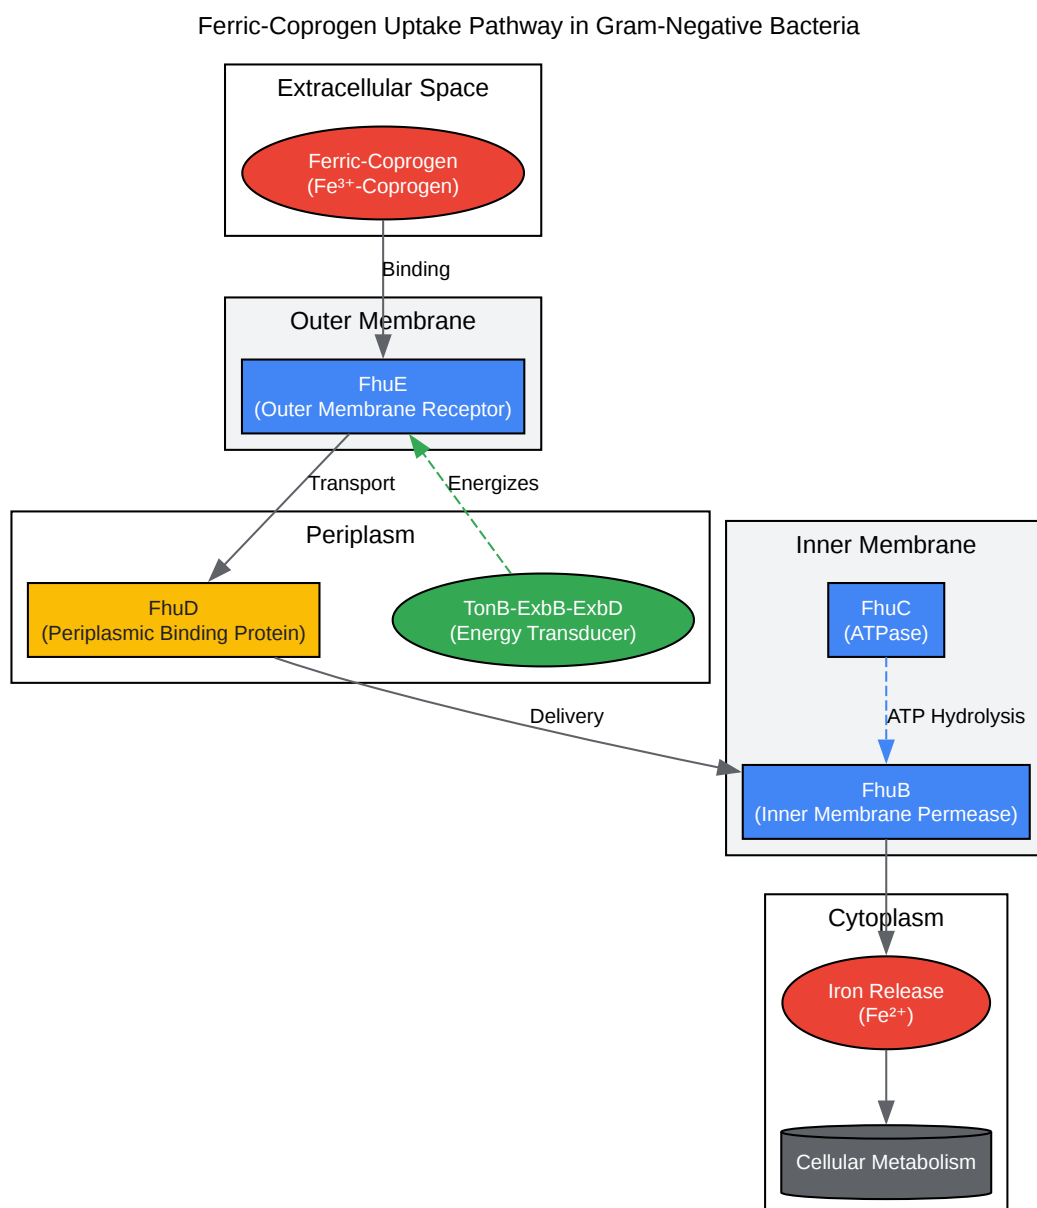 Ferric-Coprogen Uptake Pathway in Gram-Negative Bacteria
Extracellular Space
Ferric-Coprogen
(Fe³⁺-Coprogen)
Binding
Outer Membrane
FhuE
(Outer Membrane Receptor)
Transport
Energizes
Periplasm
FhuD
(Periplasmic Binding Protein)
TonB-ExbB-ExbD
(Energy Transducer)
Inner Membrane
FhuC
(ATPase)
Delivery
ATP Hydrolysis
FhuB
(Inner Membrane Permease)
Cytoplasm
Iron Release
(Fe²⁺)
Cellular Metabolism